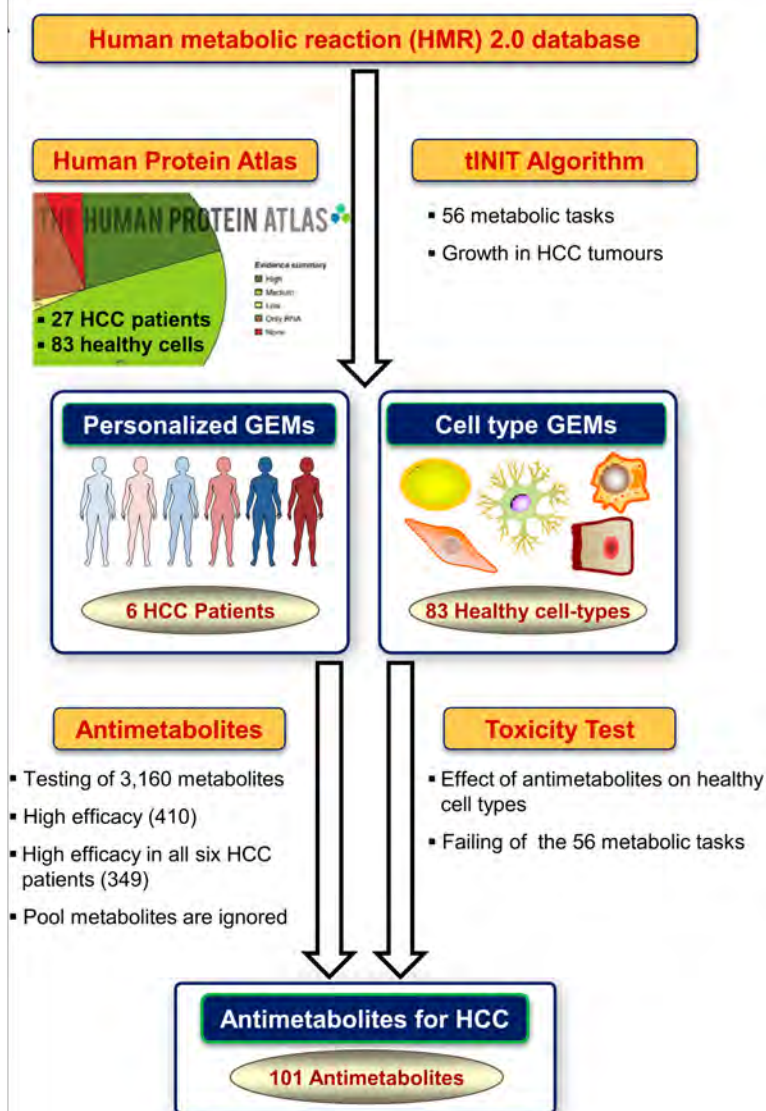 Human metabolic reaction (HMR) 2.0 database
Human Protein Atlas
THE HUMAN PROTEIN ATLAS
Evidence summary
High
Medium
Low
Only RNA
None
▪ 27 HCC patients
▪ 83 healthy cells
tINIT Algorithm
▪ 56 metabolic tasks
▪ Growth in HCC tumours
Personalized GEMs
6 HCC Patients
Cell type GEMs
83 Healthy cell-types
Antimetabolites
▪ Testing of 3,160 metabolites
▪ High efficacy (410)
▪ High efficacy in all six HCC
patients (349)
▪ Pool metabolites are ignored
Toxicity Test
▪ Effect of antimetabolites on healthy
cell types
▪ Failing of the 56 metabolic tasks
Antimetabolites for HCC
101 Antimetabolites